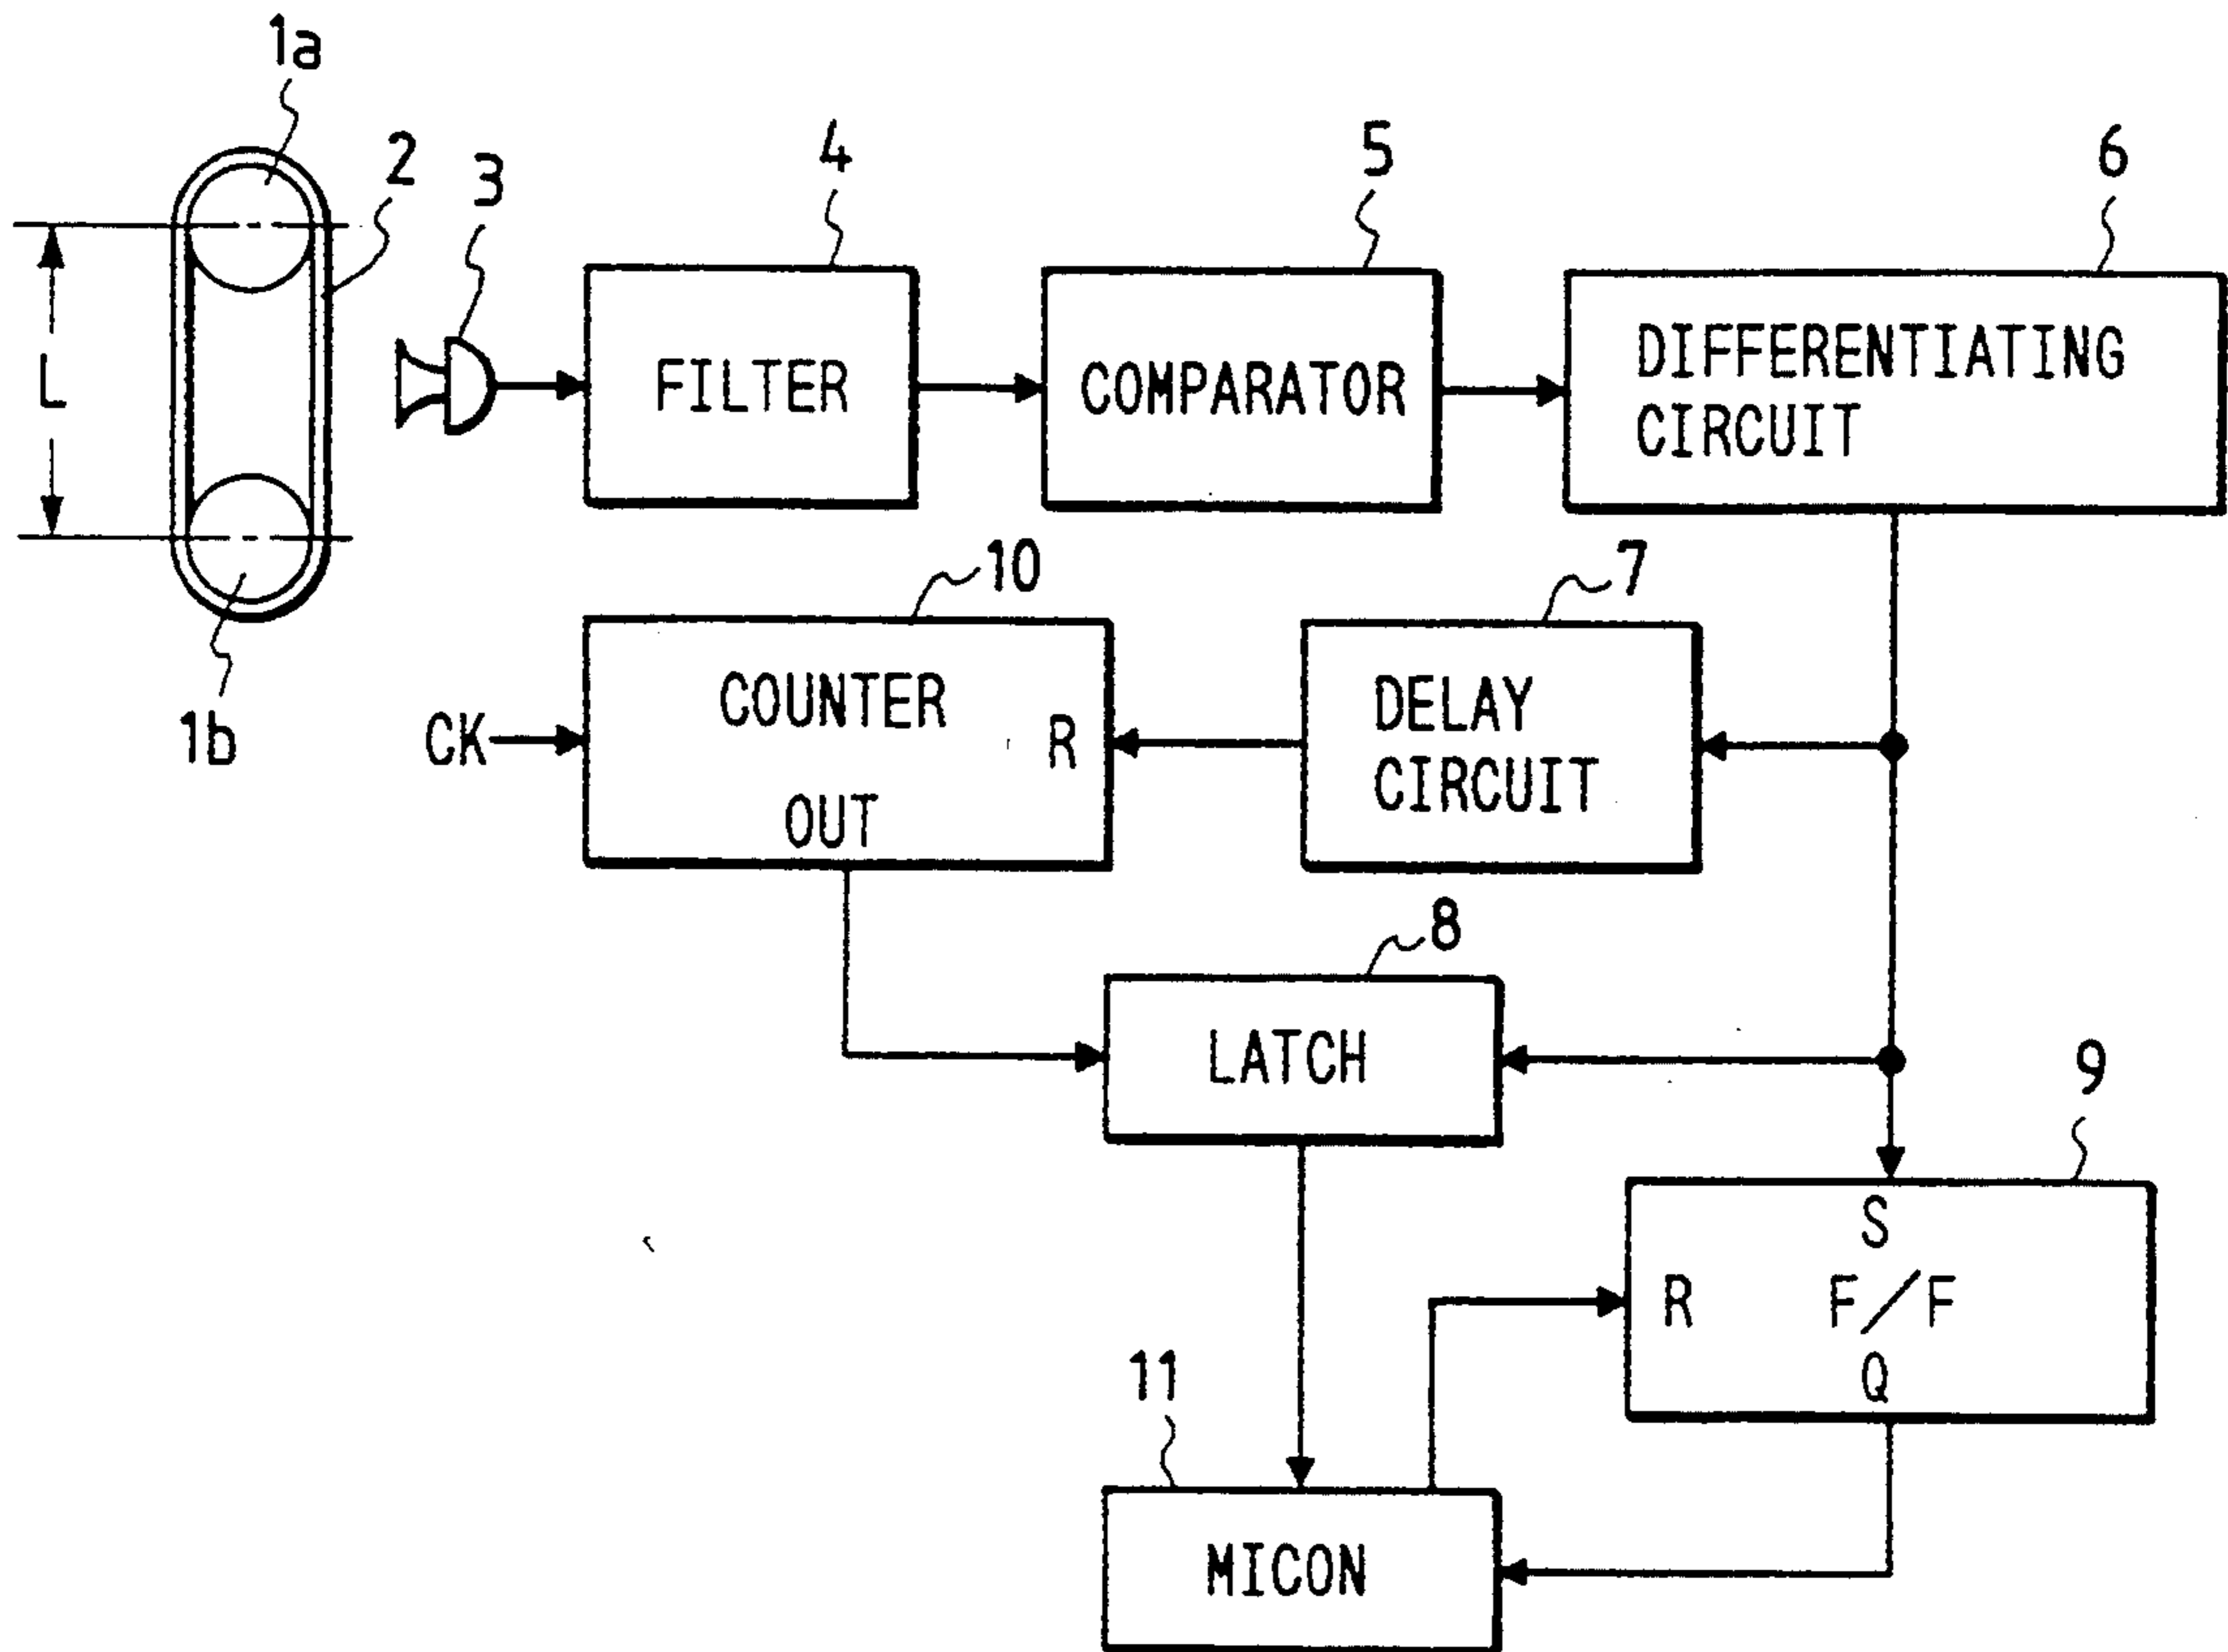 1a
2
3
4
5
6
L
FILTER
COMPARATOR
DIFFERENTIATING
CIRCUIT
1b
10
7
CK
COUNTER
R
OUT
DELAY
CIRCUIT
8
LATCH
9
S
R
F/F
Q
11
MICON